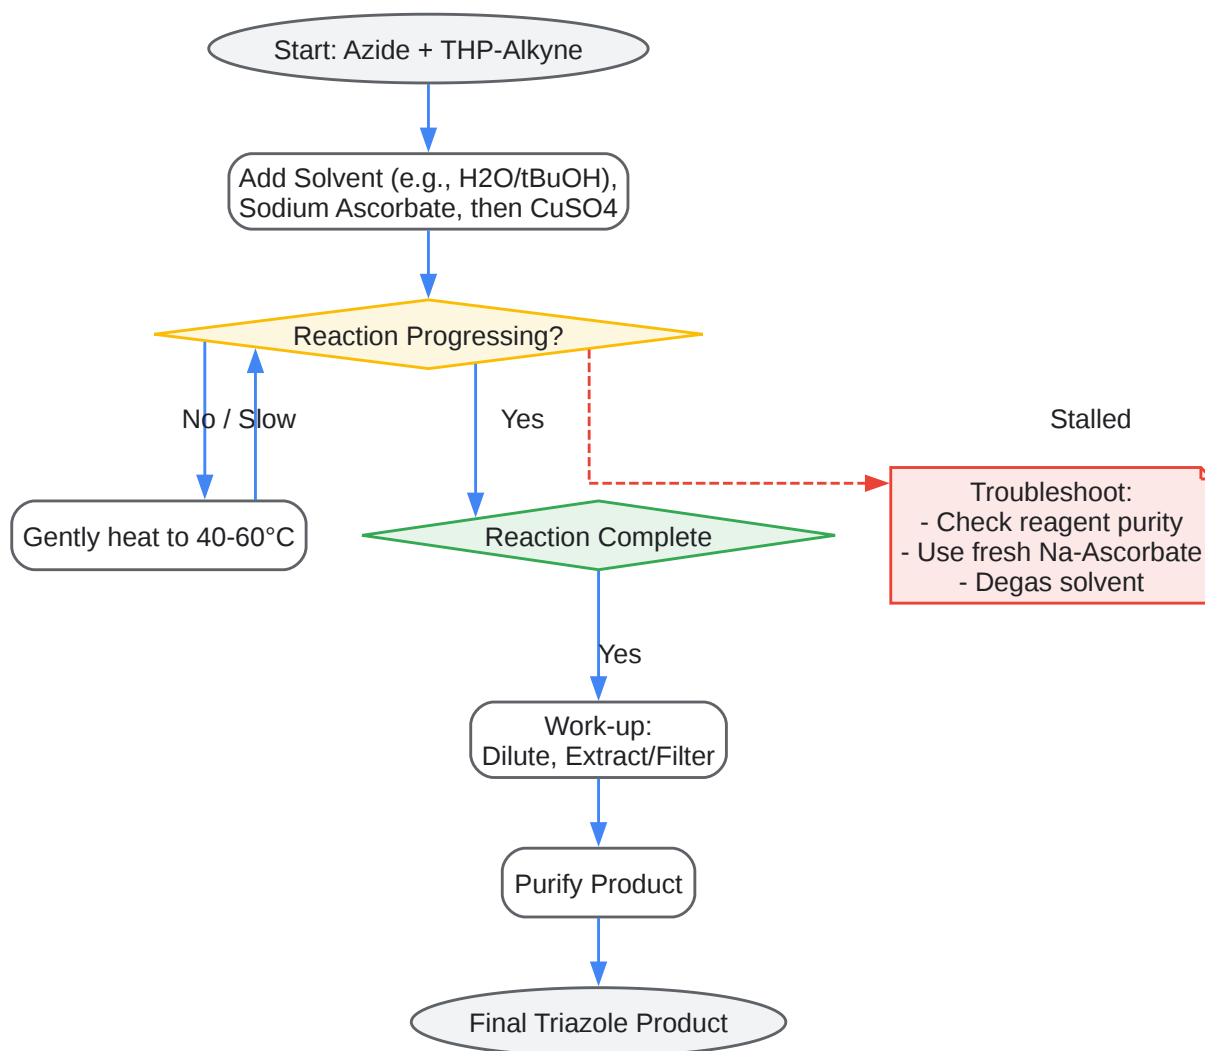 Start: Azide + THP-Alkyne
Add Solvent (e.g., H2O/tBuOH),
Sodium Ascorbate, then CuSO4
Reaction Progressing?
No / Slow
Yes
Stalled
Gently heat to 40-60°C
Reaction Complete
Troubleshoot:
- Check reagent purity
- Use fresh Na-Ascorbate
- Degas solvent
Yes
Work-up:
Dilute, Extract/Filter
Purify Product
Final Triazole Product